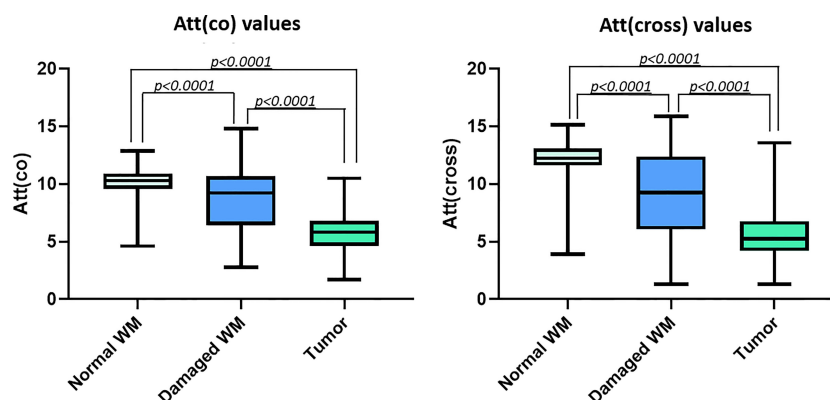 Att(co) values
p<0.0001
p<0.0001
p<0.0001
Att(co)
20
15
10
5
0
Normal WM
Damaged WM
Tumor
Att(cross) values
p<0.0001
p<0.0001
p<0.0001
Att(cross)
20
15
10
5
0
Normal WM
Damaged WM
Tumor